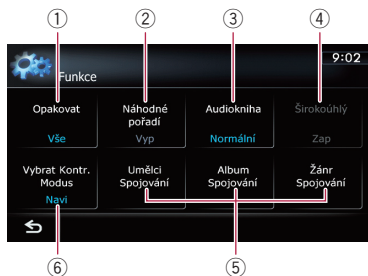 ① ② ③ ④
9:02
Funkce
Opakovat
Vše
Náhodné
pořadí
Vyp
Audiokniha
Normální
Širokoúhlý
Zap
Vybrat Kontr.
Modus
Navi
Umělci
Spojování
Album
Spojování
Žánr
Spojování
⑥ ⑤